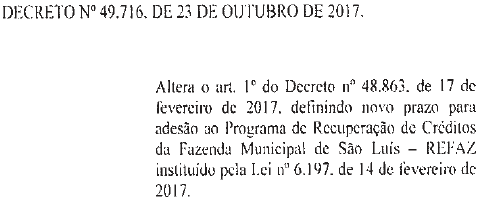 DECRETO Nº 49.716, DE 23 DE OUTUBRO DE 2017.
Altera o art. 1º do Decreto nº 48.863, de 17 de
fevereiro de 2017, definindo novo prazo para
adesão ao Programa de Recuperação de Créditos
da Fazenda Municipal de São Luís – REFAZ
instituído pela Lei nº 6.197, de 14 de fevereiro de
2017.